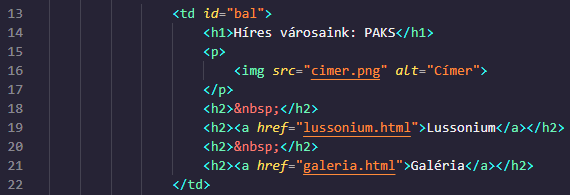 13 <td id="bal">
14 <h1>Híres városaink: PAKS</h1>
15 <p>
16 <img src="cimer.png" alt="Címer">
17 </p>
18 <h2>&nbsp;</h2>
19 <h2><a href="lussonium.html">Lussonium</a></h2>
20 <h2>&nbsp;</h2>
21 <h2><a href="galeria.html">Galéria</a></h2>
22 </td>